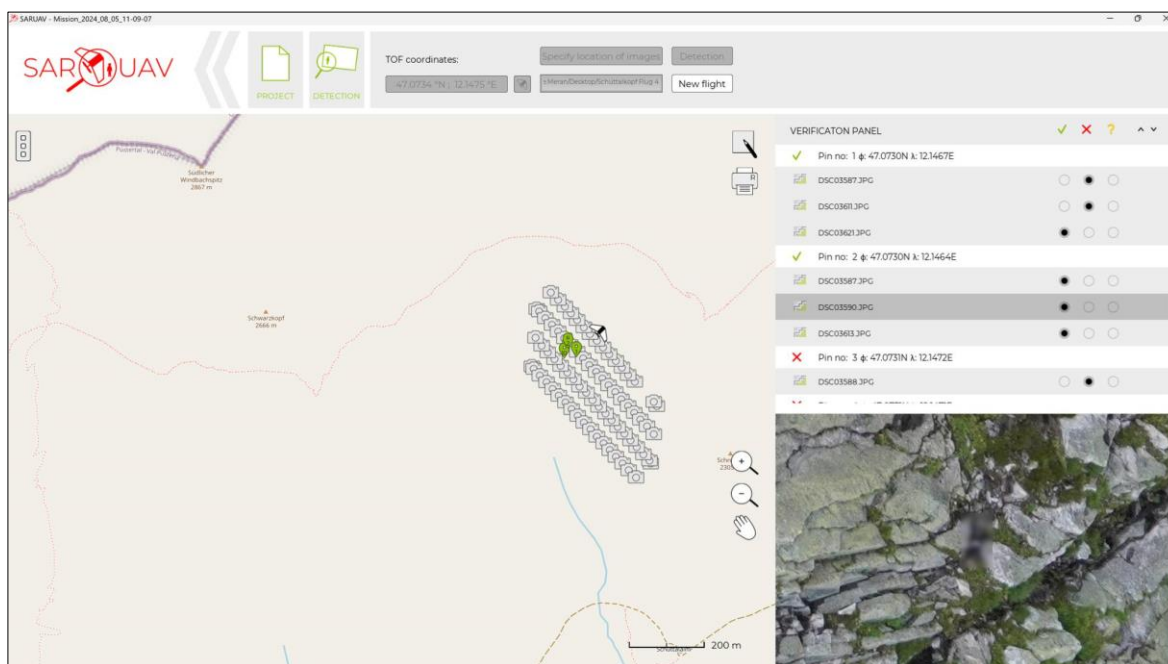 SARUAV - Mission_2024_08_05_11-09-07
SARUAV
PROJECT
DETECTION
TOF coordinates:
47.0734 °N ; 12.1475 °E
Specify location of images
Detection
New flight
VERIFICATON PANEL
Pin no: 1 φ: 47.0730N λ: 12.1467E
DSC03587.JPG
DSC03611.JPG
DSC03621.JPG
Pin no: 2 φ: 47.0730N λ: 12.1464E
DSC03587.JPG
DSC03590.JPG
DSC03613.JPG
Pin no: 3 φ: 47.0731N λ: 12.1472E
DSC03588.JPG
Südlicher
Windbachspitz
2867 m
Schwarzkopf
2666 m
200 m